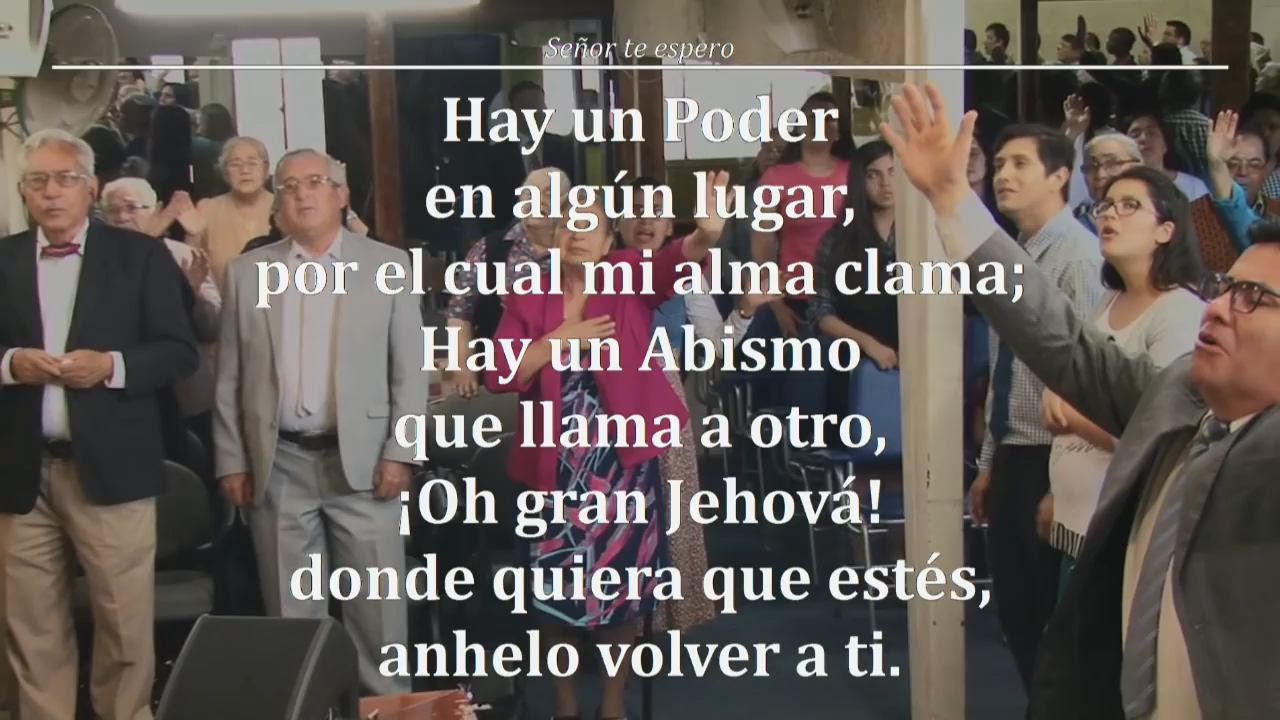 Señor te espero
Hay un Poder
en algún lugar,
por el cual mi alma clama;
Hay un Abismo
que llama a otro,
¡Oh gran Jehová!
donde quiera que estés,
anhelo volver a ti.